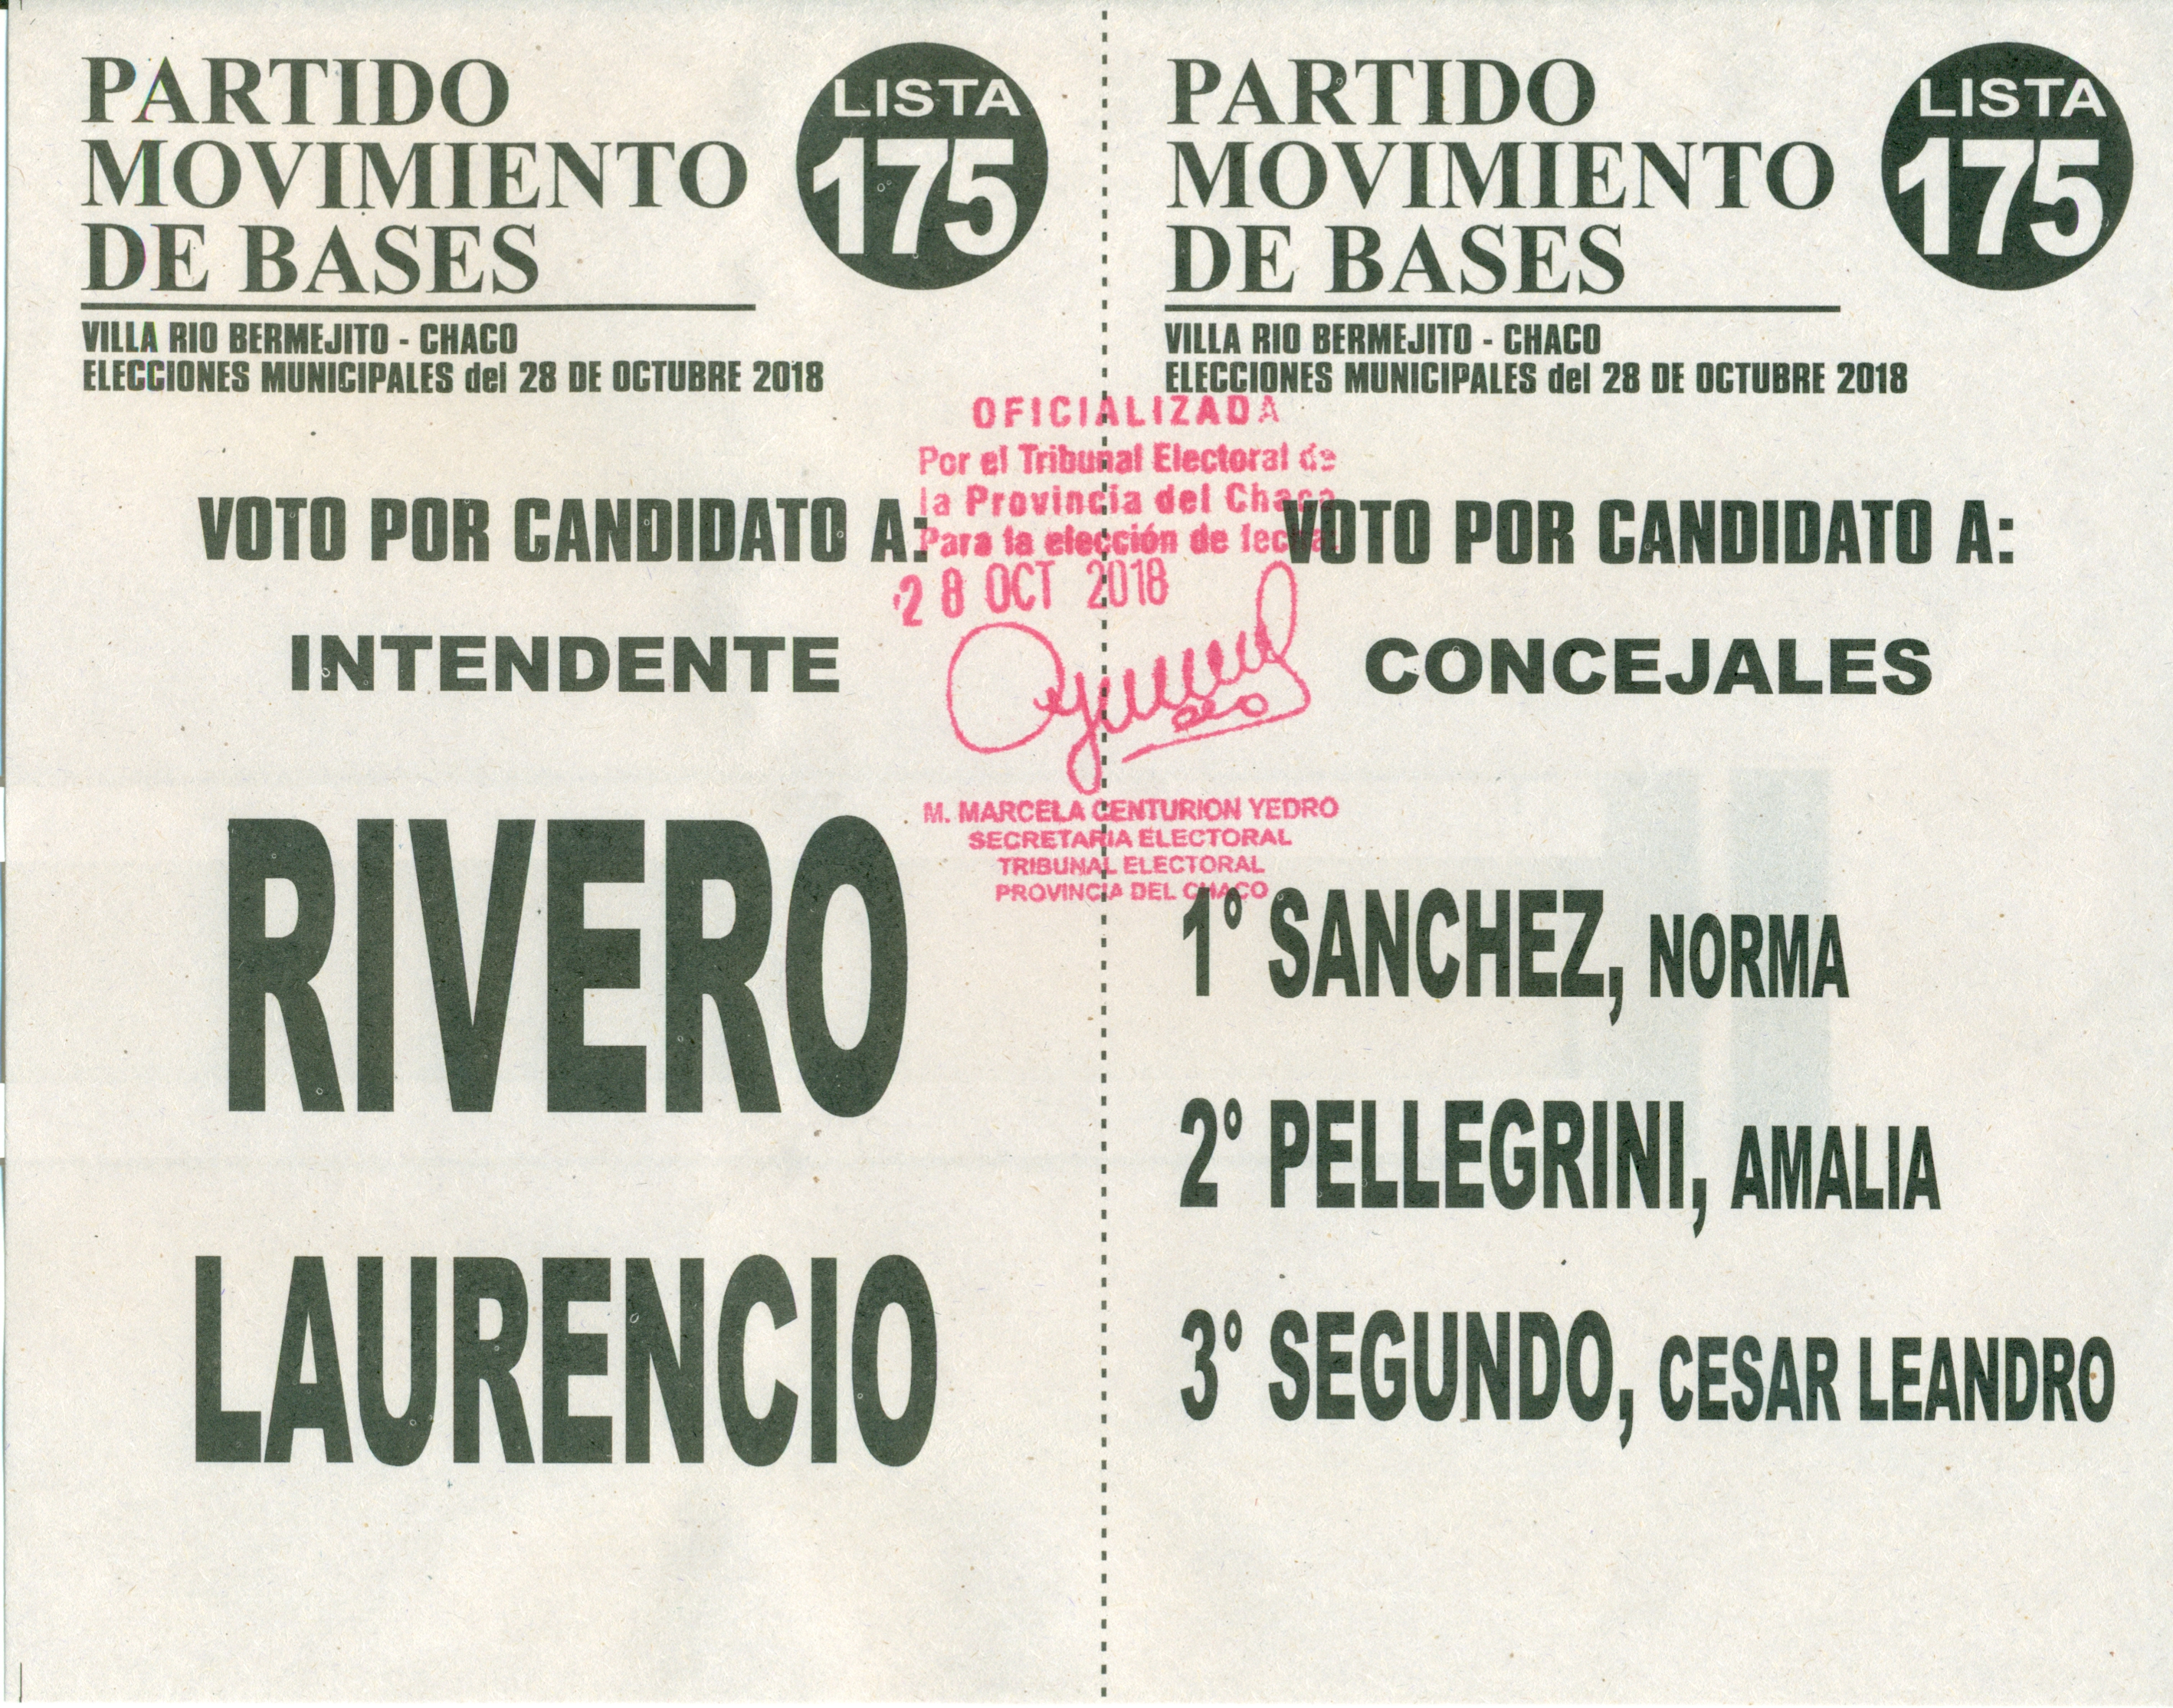 PARTIDO
MOVIMIENTO
DE BASES
LISTA
175
VILLA RIO BERMEJITO - CHACO
ELECCIONES MUNICIPALES del 28 DE OCTUBRE 2018
VOTO POR CANDIDATO A:
INTENDENTE
RIVERO
LAURENCIO
OFICIALIZADA
Por el Tribunal Electoral de
la Provincia del Chaco
Para la elección de fecha:
28 OCT 2018
M. MARCELA CENTURION YEDRO
SECRETARIA ELECTORAL
TRIBUNAL ELECTORAL
PROVINCIA DEL CHACO
PARTIDO
MOVIMIENTO
DE BASES
LISTA
175
VILLA RIO BERMEJITO - CHACO
ELECCIONES MUNICIPALES del 28 DE OCTUBRE 2018
VOTO POR CANDIDATO A:
CONCEJALES
1° SANCHEZ, NORMA
2° PELLEGRINI, AMALIA
3° SEGUNDO, CESAR LEANDRO